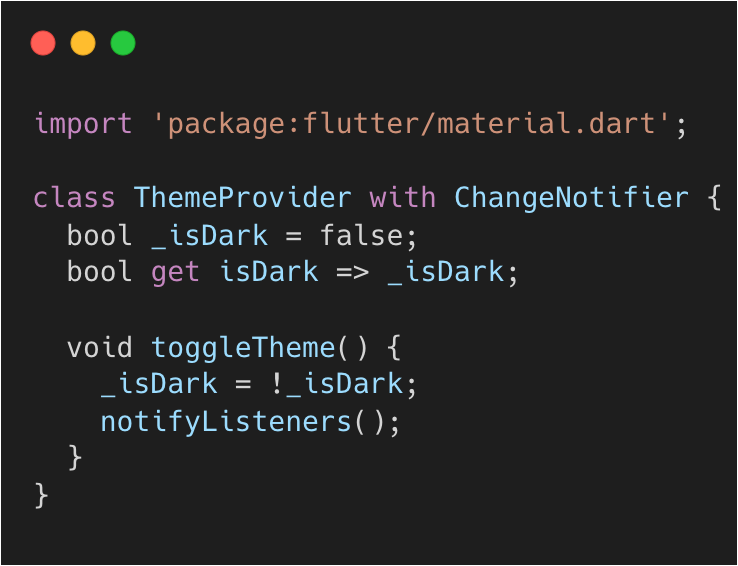 import 'package:flutter/material.dart';

class ThemeProvider with ChangeNotifier {
  bool _isDark = false;
  bool get isDark => _isDark;

  void toggleTheme() {
    _isDark = !_isDark;
    notifyListeners();
  }
}